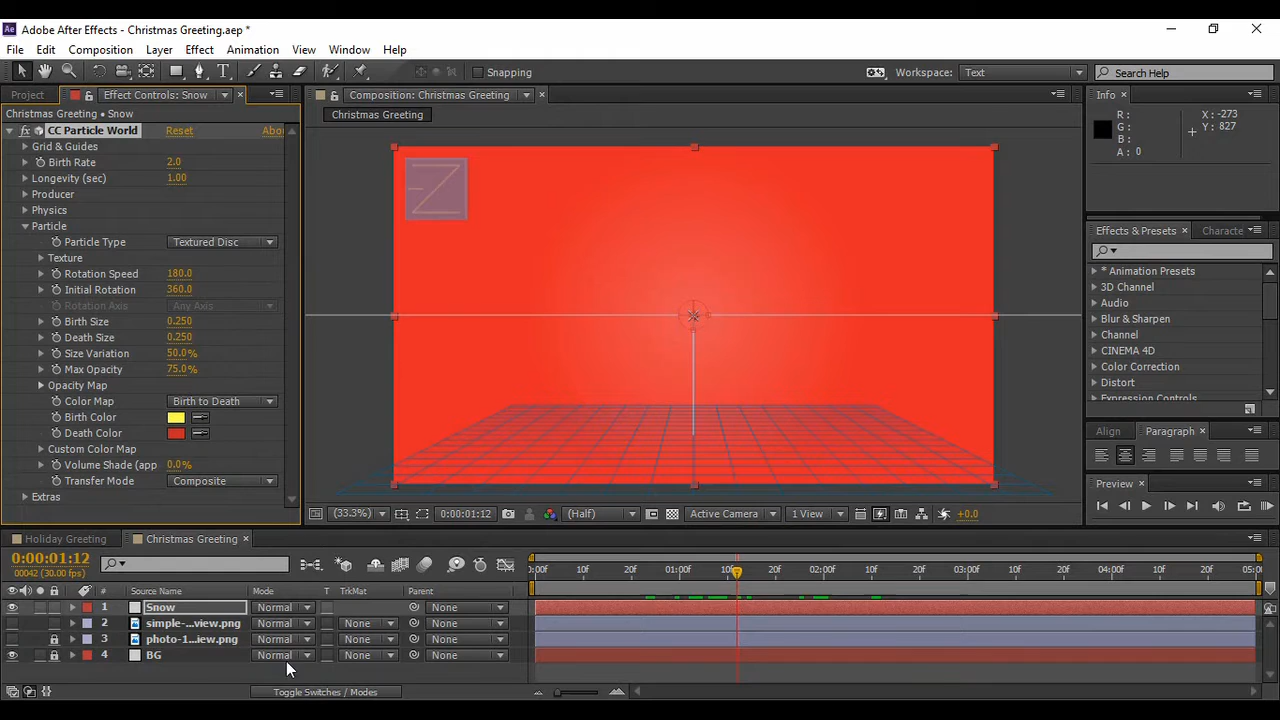 Ae Adobe After Effects - Christmas Greeting.aep *
File Edit Composition Layer Effect Animation View Window Help
T Snapping Workspace: Text Search Help
Project Effect Controls: Snow Composition: Christmas Greeting Info
Christmas Greeting • Snow Christmas Greeting
R: X: -273
G: Y: 827
B:
A: 0
fx CC Particle World Reset Abo
Grid & Guides
Birth Rate 2.0
Longevity (sec) 1.00
Producer
Physics
Particle
Particle Type Textured Disc
Texture
Rotation Speed 180.0
Initial Rotation 360.0
Rotation Axis Any Axis
Birth Size 0.250
Death Size 0.250
Size Variation 50.0%
Max Opacity 75.0%
Opacity Map
Color Map Birth to Death
Birth Color
Death Color
Custom Color Map
Volume Shade (app 0.0%
Transfer Mode Composite
Extras
Effects & Presets Characte
* Animation Presets
3D Channel
Audio
Blur & Sharpen
Channel
CINEMA 4D
Color Correction
Distort
Expression Controls
Align Paragraph
Preview
(33.3%) 0:00:01:12 (Half) Active Camera 1 View +0.0
Holiday Greeting Christmas Greeting
0:00:01:12
00042 (30.00 fps)
# Source Name Mode T TrkMat Parent
:00F 10F 20F 01:00F 10F 20F 02:00F 10F 20F 03:00F 10F 20F 04:00F 10F 20F 05:0
1 Snow Normal None
2 simple-...view.png Normal None None
3 photo-1...iew.png Normal None None
4 BG Normal None None
Toggle Switches / Modes